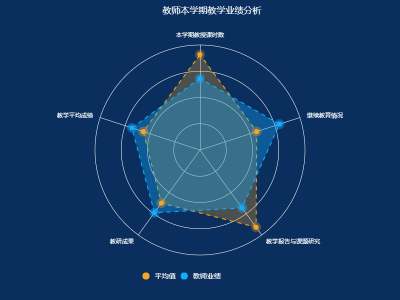 教师本学期教学业绩分析
本学期教授课时数
教学平均成绩
继续教育情况
教研成果
教学报告与课题研究
平均值
教师业绩